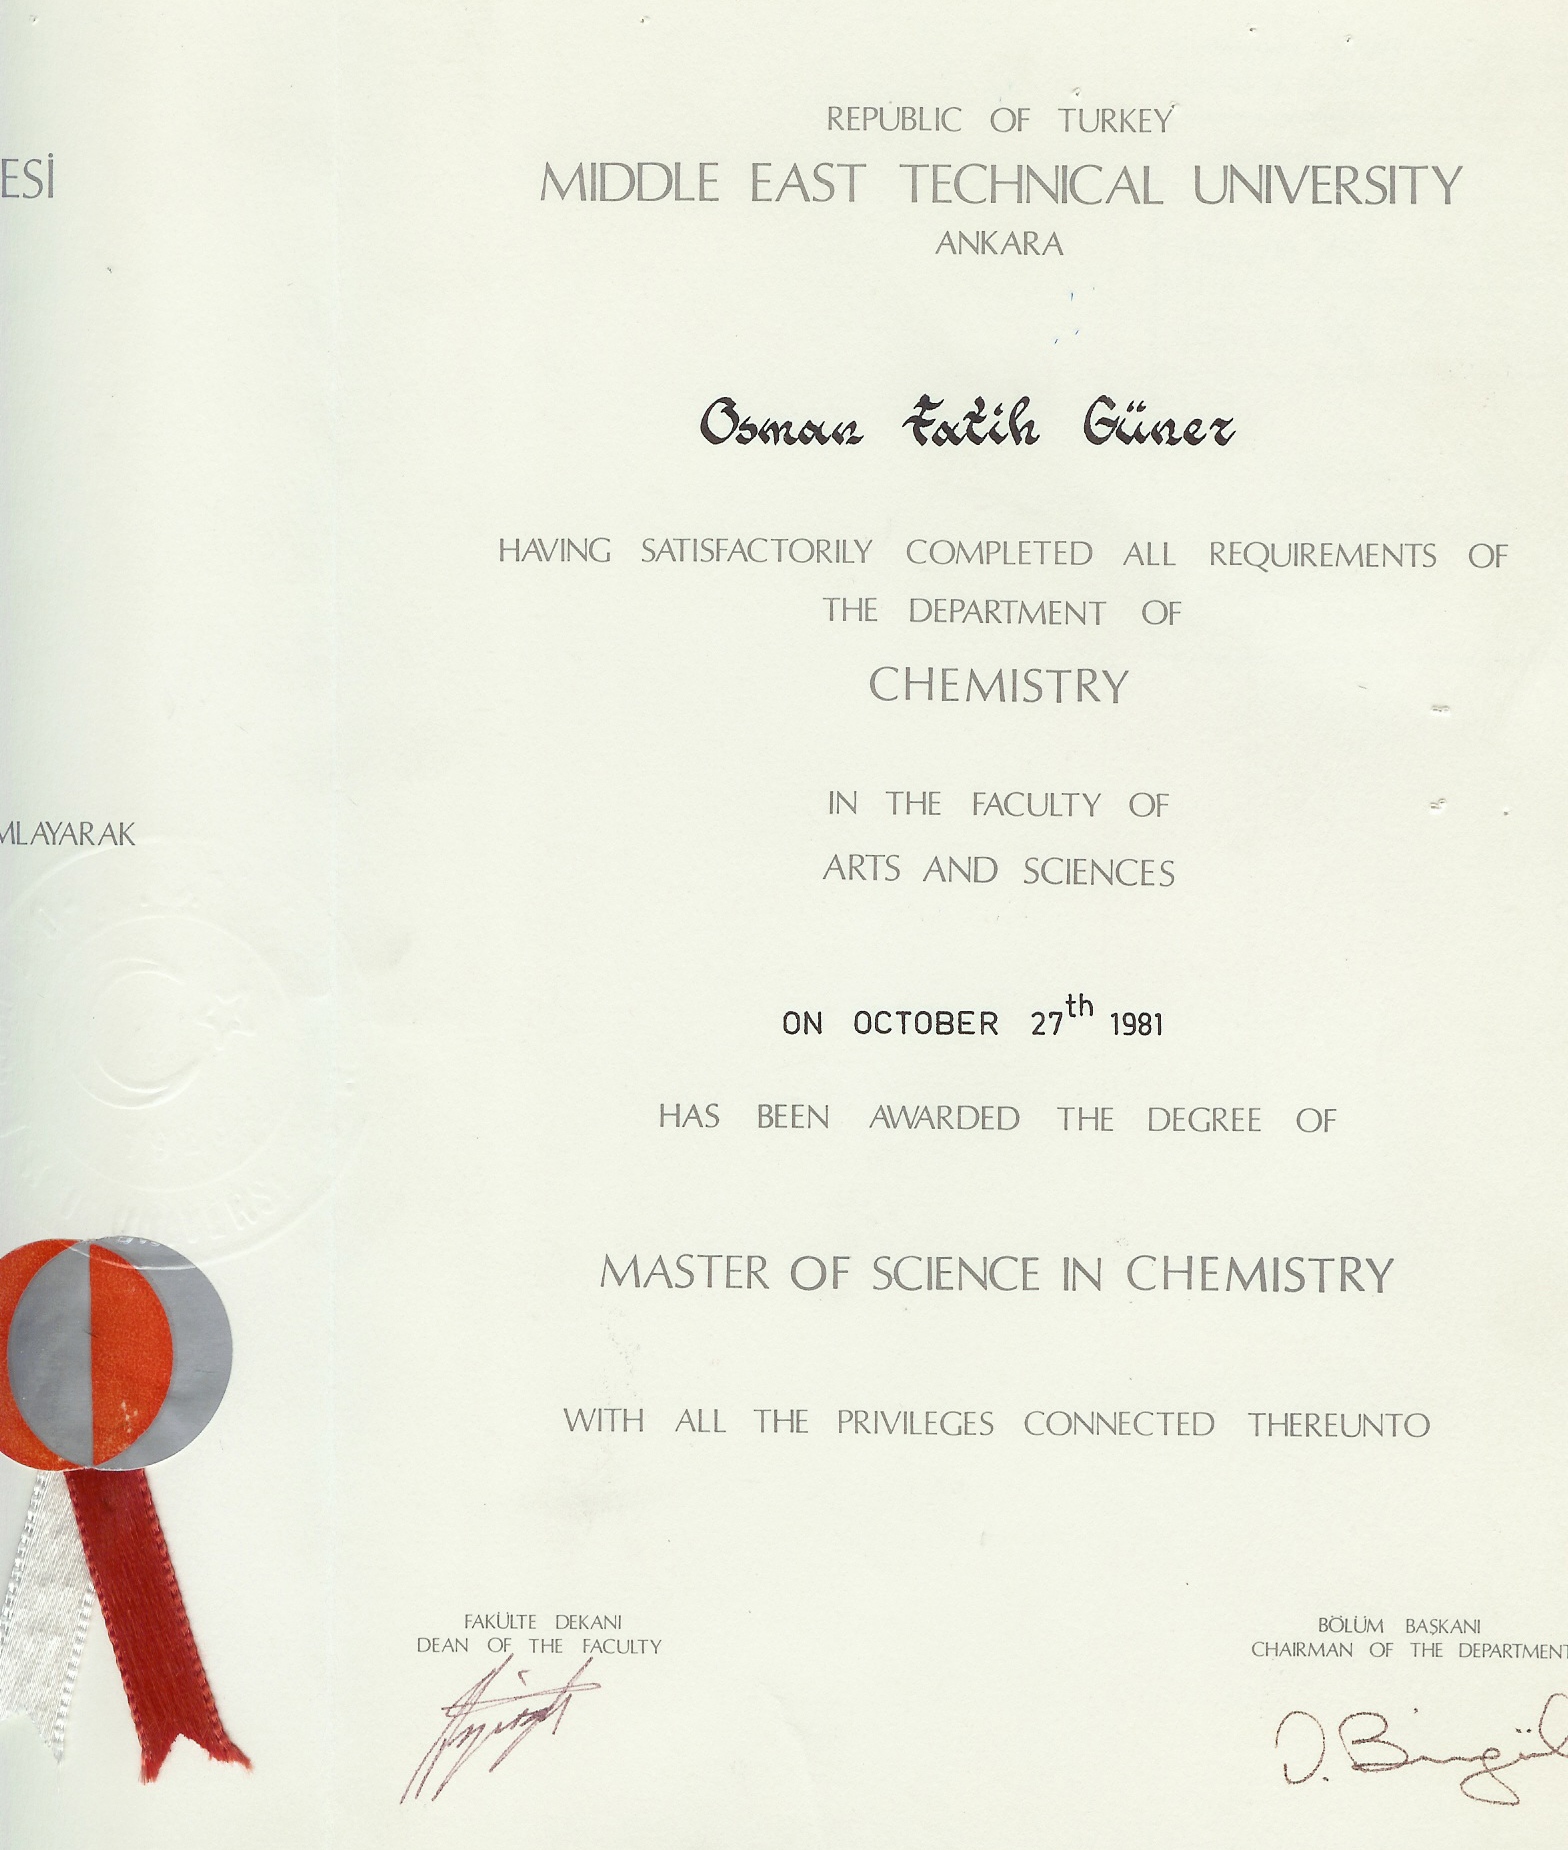 ESİ
MLAYARAK
REPUBLIC OF TURKEY
MIDDLE EAST TECHNICAL UNIVERSITY
ANKARA
Osman Fatih Güner
HAVING SATISFACTORILY COMPLETED ALL REQUIREMENTS OF
THE DEPARTMENT OF
CHEMISTRY
IN THE FACULTY OF
ARTS AND SCIENCES
ON OCTOBER 27th 1981
HAS BEEN AWARDED THE DEGREE OF
MASTER OF SCIENCE IN CHEMISTRY
WITH ALL THE PRIVILEGES CONNECTED THEREUNTO
FAKÜLTE DEKANI
DEAN OF THE FACULTY
BÖLÜM BAŞKANI
CHAIRMAN OF THE DEPARTMENT